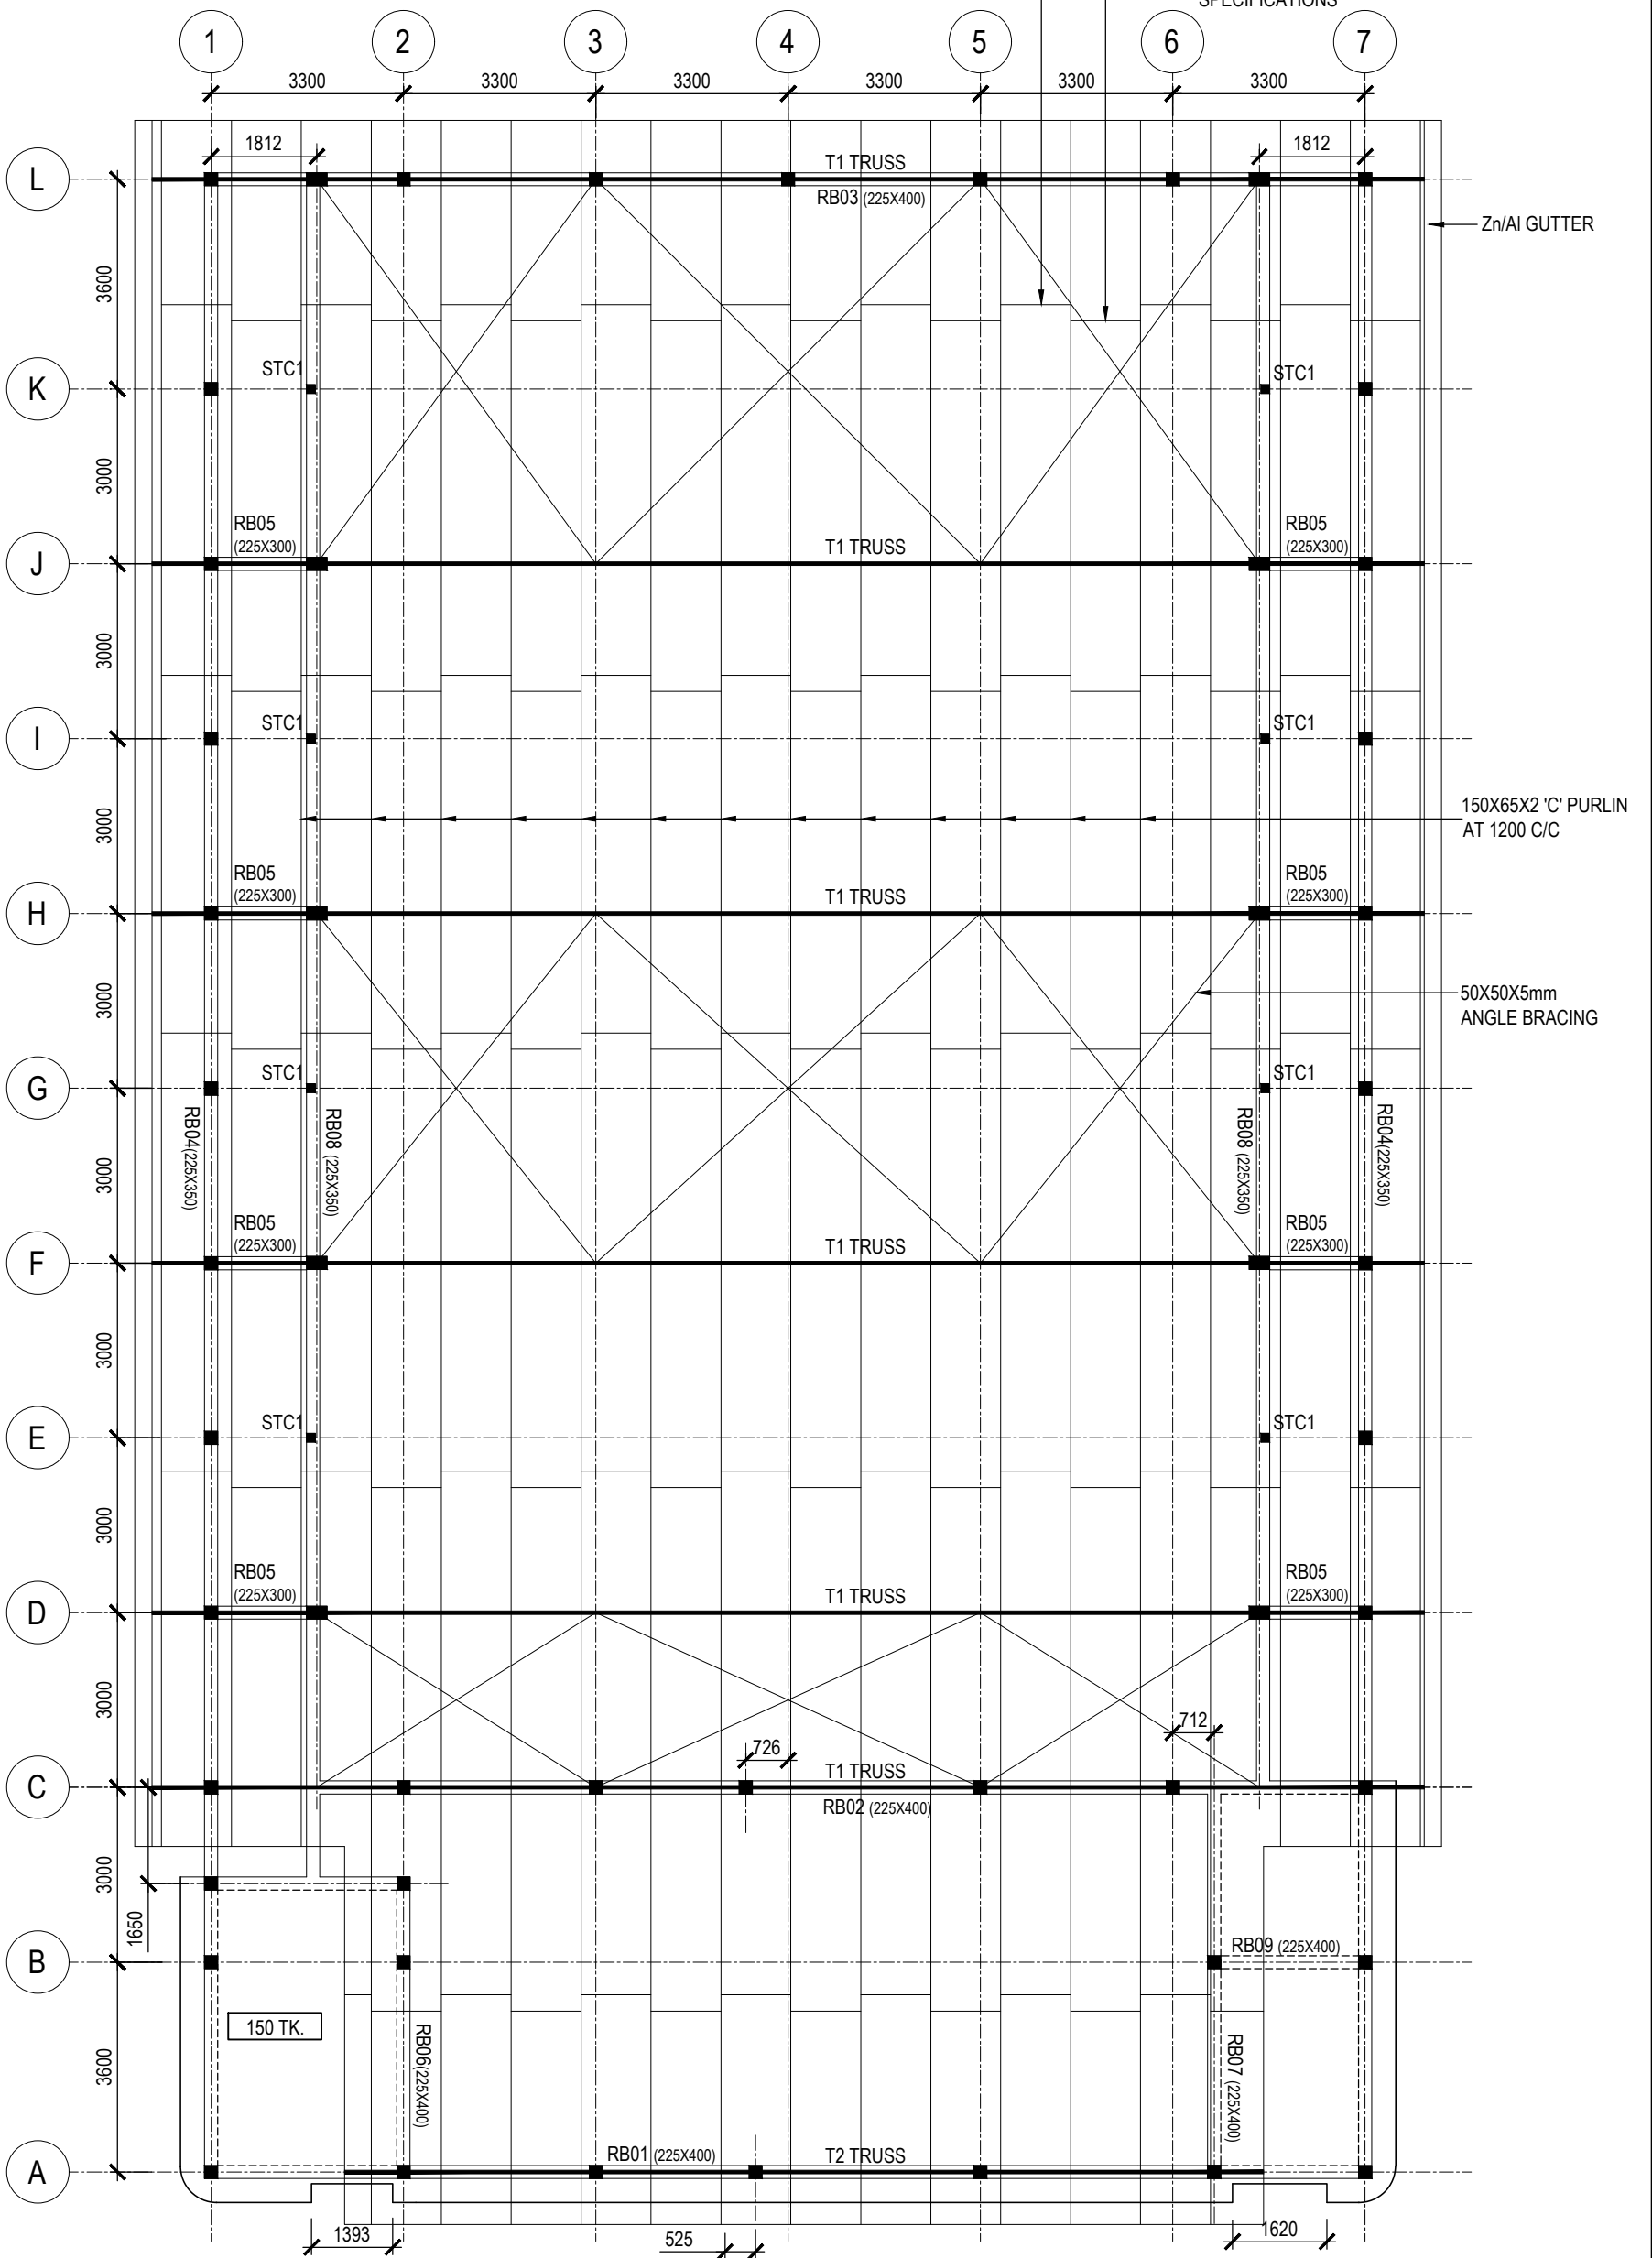 SPECIFICATIONS
1 2 3 4 5 6 7
3300 3300 3300 3300 3300 3300
1812 1812
L
T1 TRUSS
RB03 (225X400)
Zn/Al GUTTER
3600
K
STC1 STC1
3000
RB05 RB05
(225X300) (225X300)
J
T1 TRUSS
3000
I
STC1 STC1
150X65X2 'C' PURLIN
AT 1200 C/C
3000
RB05 RB05
(225X300) (225X300)
H
T1 TRUSS
3000
50X50X5mm
ANGLE BRACING
G
STC1 STC1
RB04(225X350)
RB08 (225X350)
RB08 (225X350)
RB04(225X350)
3000
RB05 RB05
(225X300) (225X300)
F
T1 TRUSS
3000
E
STC1 STC1
3000
RB05 RB05
(225X300) (225X300)
D
T1 TRUSS
3000
712
726
C
T1 TRUSS
RB02 (225X400)
3000
1650
B
RB09 (225X400)
150 TK.
RB06(225X400)
RB07 (225X400)
3600
A
RB01 (225X400) T2 TRUSS
1393 525 1620